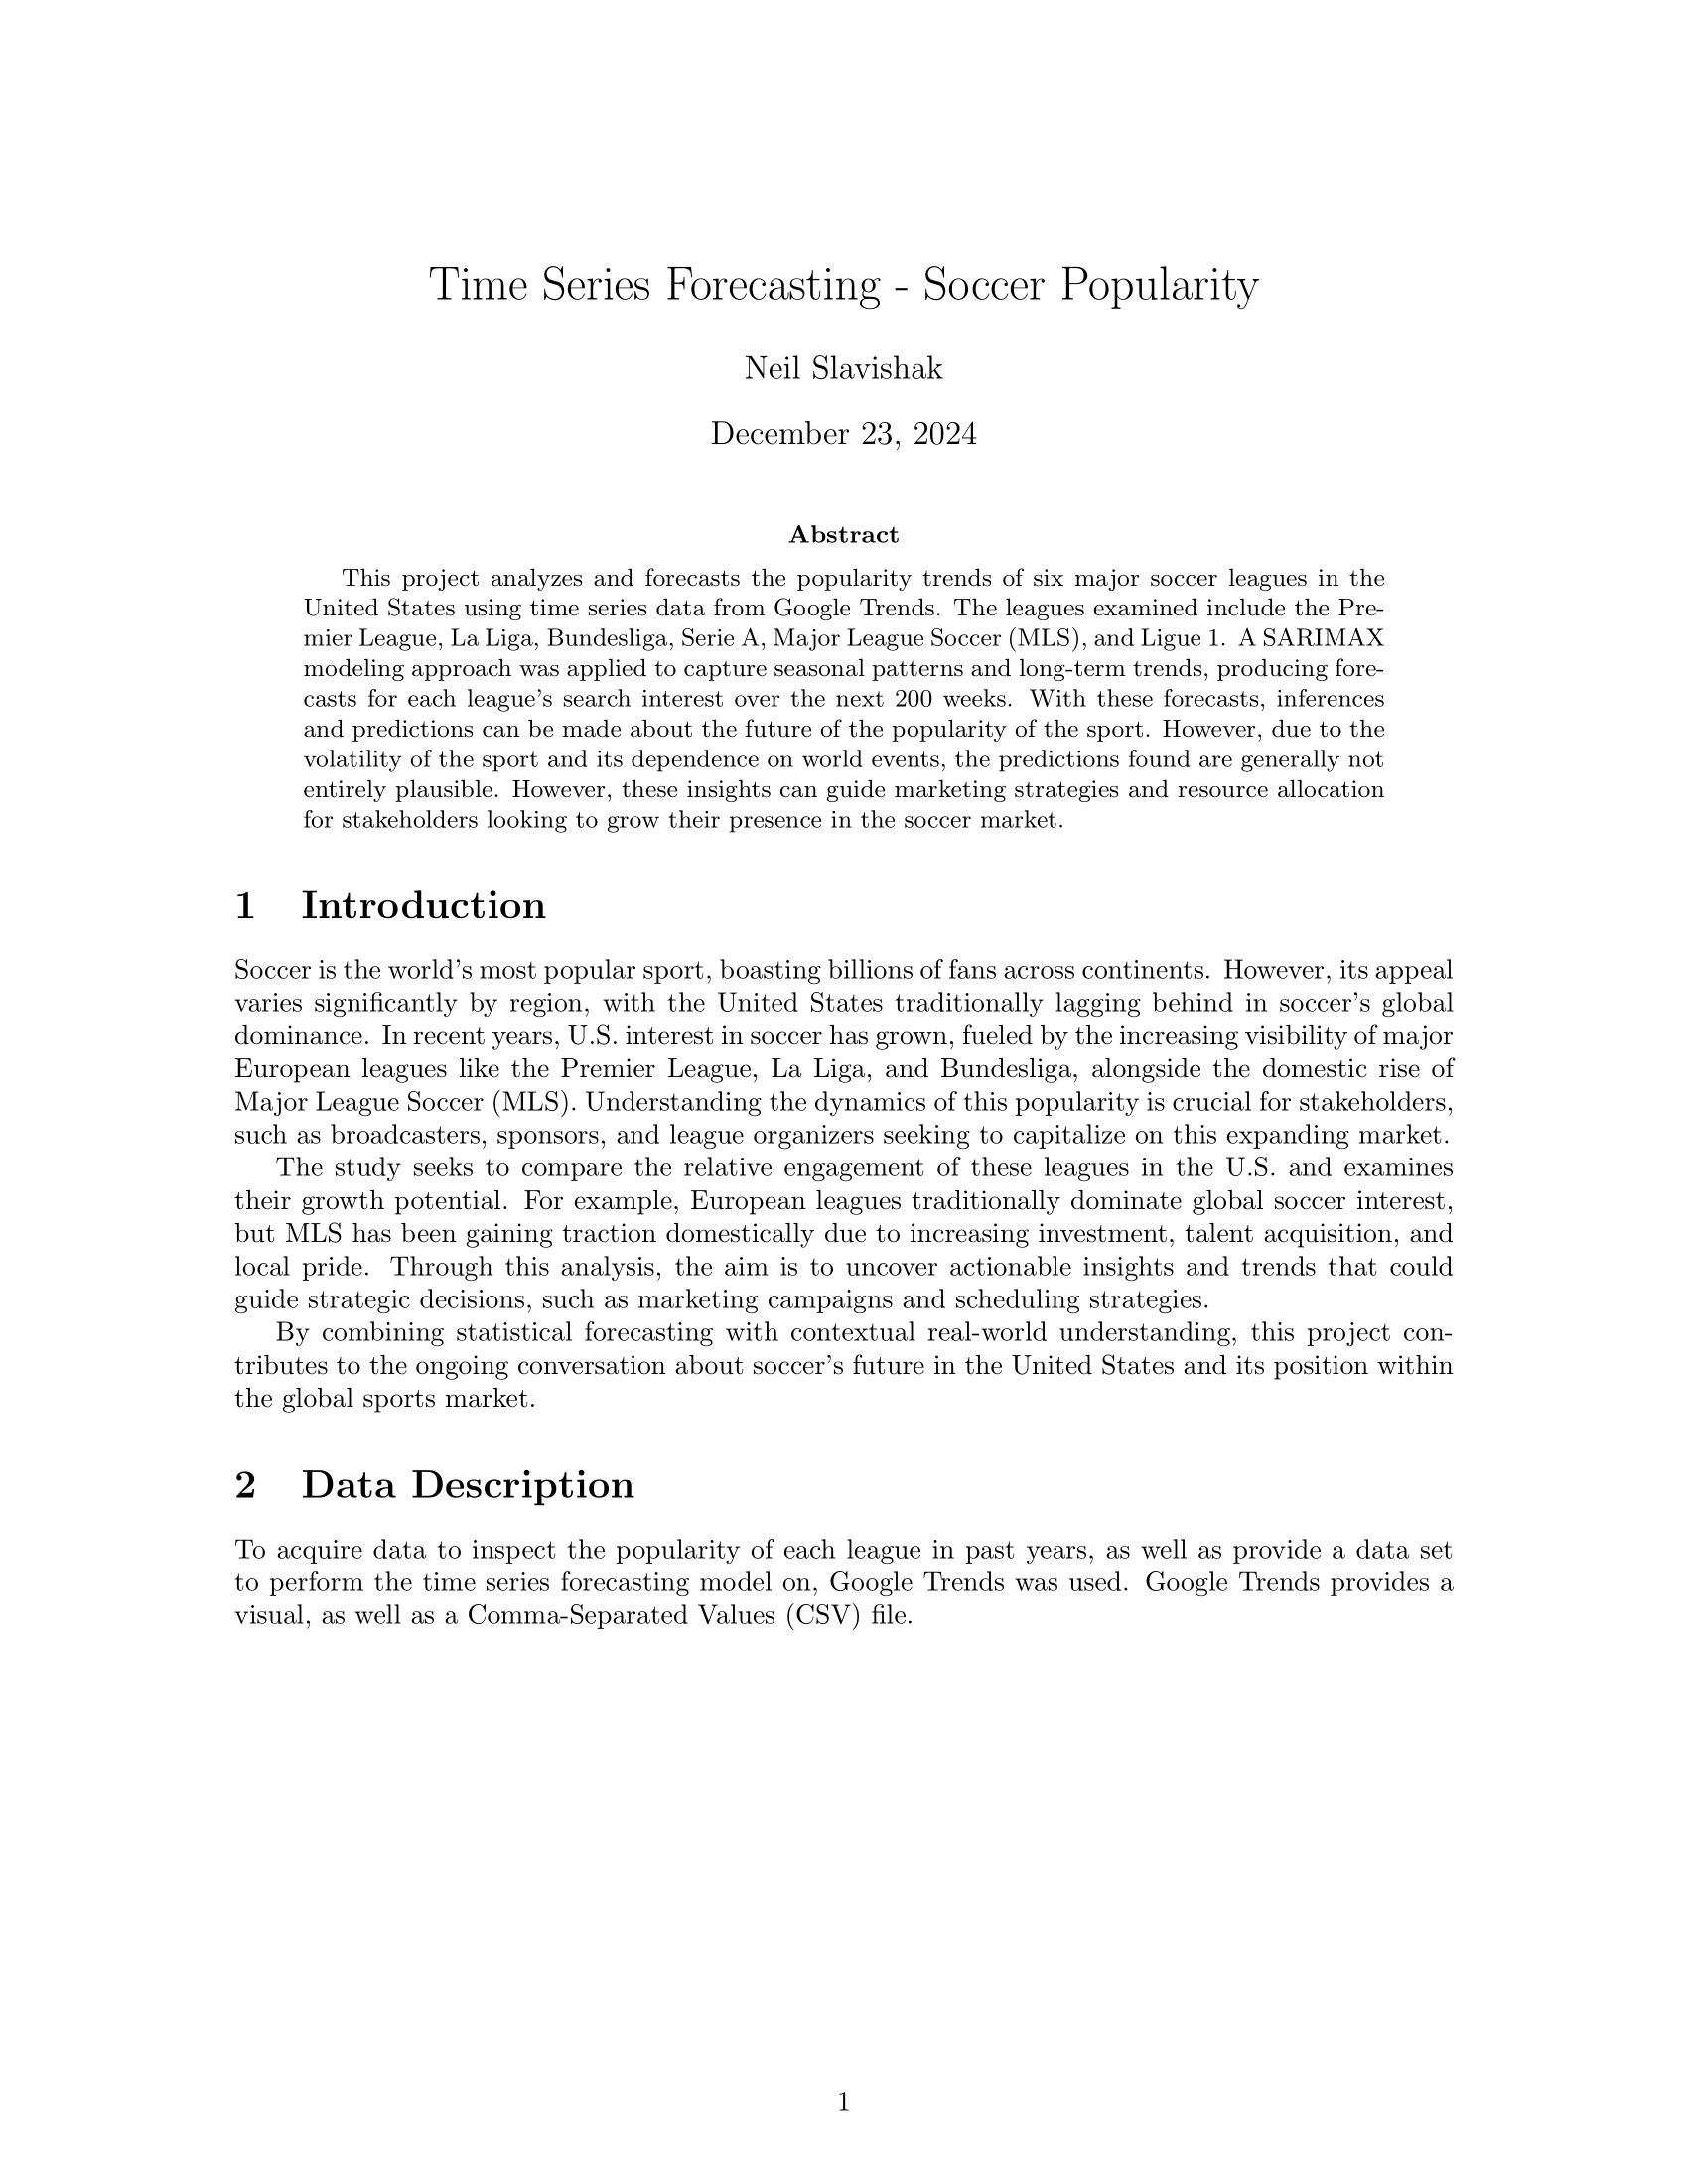 Time Series Forecasting - Soccer Popularity
Neil Slavishak
December 23, 2024
Abstract
This project analyzes and forecasts the popularity trends of six major soccer leagues in the
United States using time series data from Google Trends. The leagues examined include the Pre-
mier League, La Liga, Bundesliga, Serie A, Major League Soccer (MLS), and Ligue 1. A SARIMAX
modeling approach was applied to capture seasonal patterns and long-term trends, producing fore-
casts for each league's search interest over the next 200 weeks. With these forecasts, inferences
and predictions can be made about the future of the popularity of the sport. However, due to the
volatility of the sport and its dependence on world events, the predictions found are generally not
entirely plausible. However, these insights can guide marketing strategies and resource allocation
for stakeholders looking to grow their presence in the soccer market.
1 Introduction
Soccer is the world's most popular sport, boasting billions of fans across continents. However, its appeal
varies significantly by region, with the United States traditionally lagging behind in soccer's global
dominance. In recent years, U.S. interest in soccer has grown, fueled by the increasing visibility of major
European leagues like the Premier League, La Liga, and Bundesliga, alongside the domestic rise of
Major League Soccer (MLS). Understanding the dynamics of this popularity is crucial for stakeholders,
such as broadcasters, sponsors, and league organizers seeking to capitalize on this expanding market.
The study seeks to compare the relative engagement of these leagues in the U.S. and examines
their growth potential. For example, European leagues traditionally dominate global soccer interest,
but MLS has been gaining traction domestically due to increasing investment, talent acquisition, and
local pride. Through this analysis, the aim is to uncover actionable insights and trends that could
guide strategic decisions, such as marketing campaigns and scheduling strategies.
By combining statistical forecasting with contextual real-world understanding, this project con-
tributes to the ongoing conversation about soccer's future in the United States and its position within
the global sports market.
2 Data Description
To acquire data to inspect the popularity of each league in past years, as well as provide a data set
to perform the time series forecasting model on, Google Trends was used. Google Trends provides a
visual, as well as a Comma-Separated Values (CSV) file.
1